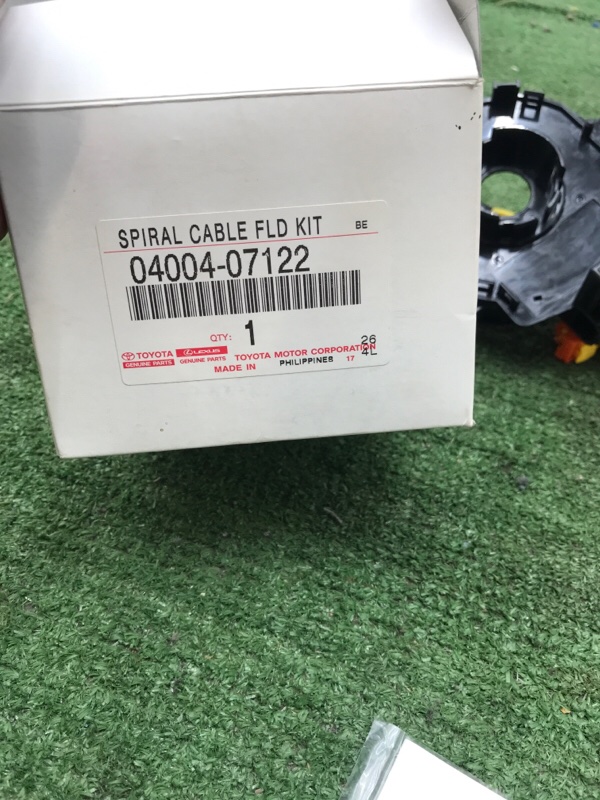 SPIRAL CABLE FLD KIT BE
04004-07122
QTY: 1
26
TOYOTA LEXUS TOYOTA MOTOR CORPORATION 4L
GENUINE PARTS GENUINE PARTS MADE IN PHILIPPINES 17